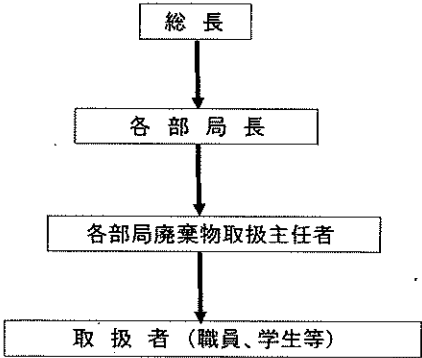 総 長
各 部 局 長
各部局廃棄物取扱主任者
取 扱 者 (職員、学生等)